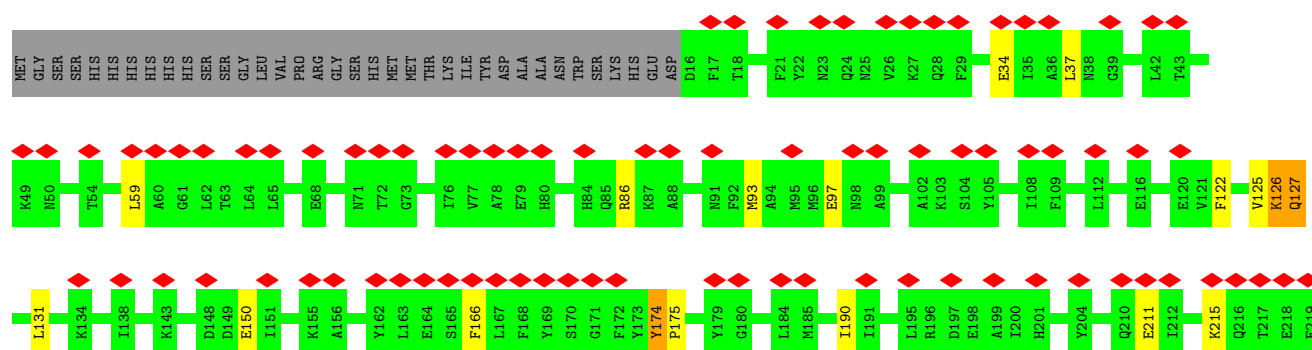 MET GLY SER SER HIS HIS HIS HIS HIS HIS SER SER GLY LEU VAL PRO ARG GLY SER HIS MET MET THR LYS ILE TYR ASP ALA ALA ASN TRP SER LYS HIS GLU ASP D16 F17 T18 F21 Y22 N23 Q24 N25 V26 K27 Q28 F29 E34 I35 A36 L37 N38 G39 L42 T43
K49 N50 T54 L59 A60 G61 L62 T63 L64 L65 E68 N71 T72 G73 I76 V77 A78 E79 H80 H84 Q85 R86 K87 A88 N91 F92 M93 A94 M95 M96 E97 N98 A99 A102 K103 S104 Y105 I108 F109 L112 E116 E120 V121 F122 V125 K126 Q127
L131 K134 I138 K143 D148 D149 E150 I151 K155 A156 Y162 L163 E164 S165 F166 L167 F168 Y169 S170 G171 F172 Y173 Y174 P175 Y179 G180 L184 M185 I190 I191 L195 R196 D197 E198 A199 I200 H201 Y204 Q210 E211 I212 K215 Q216 T217 E218 E219